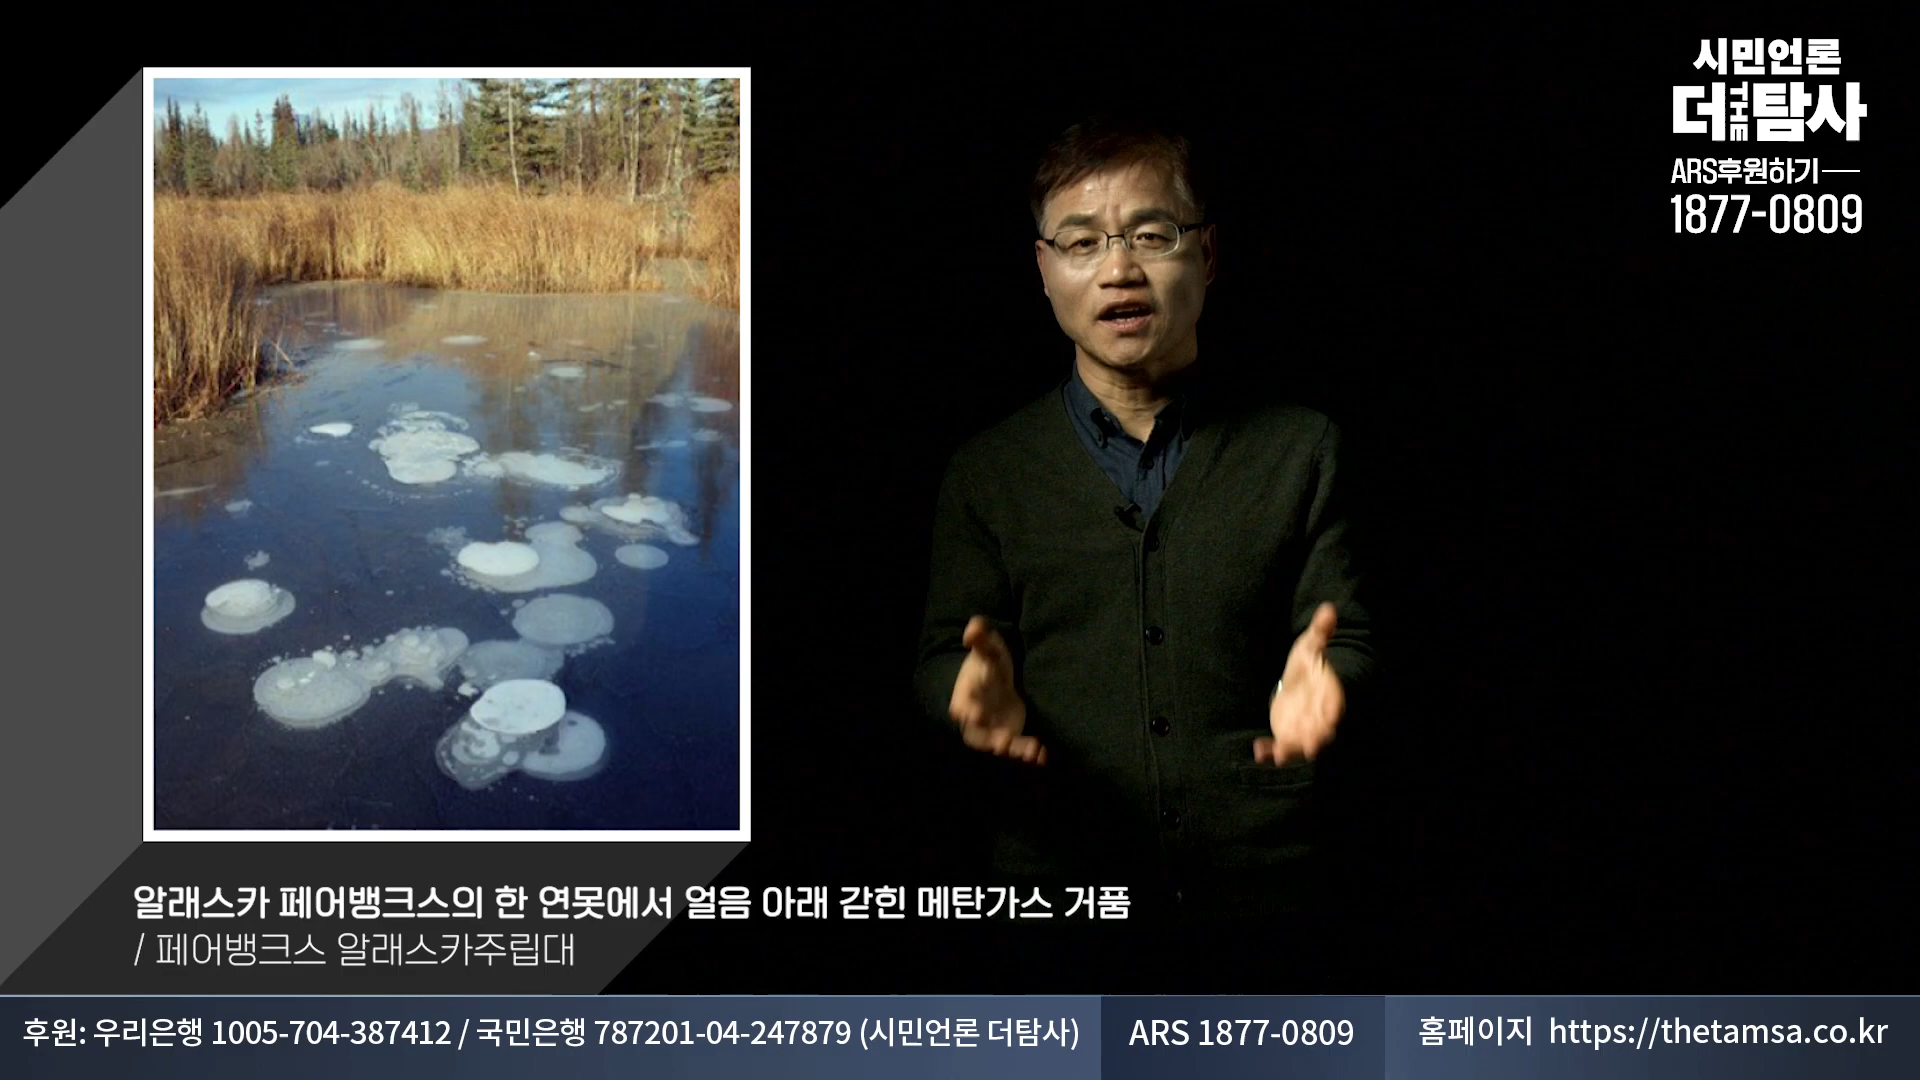 시민언론
더탐사
THE
ARS후원하기
1877-0809
알래스카 페어뱅크스의 한 연못에서 얼음 아래 갇힌 메탄가스 거품
/ 페어뱅크스 알래스카주립대
후원: 우리은행 1005-704-387412 / 국민은행 787201-04-247879 (시민언론 더탐사)
ARS 1877-0809
홈페이지 https://thetamsa.co.kr